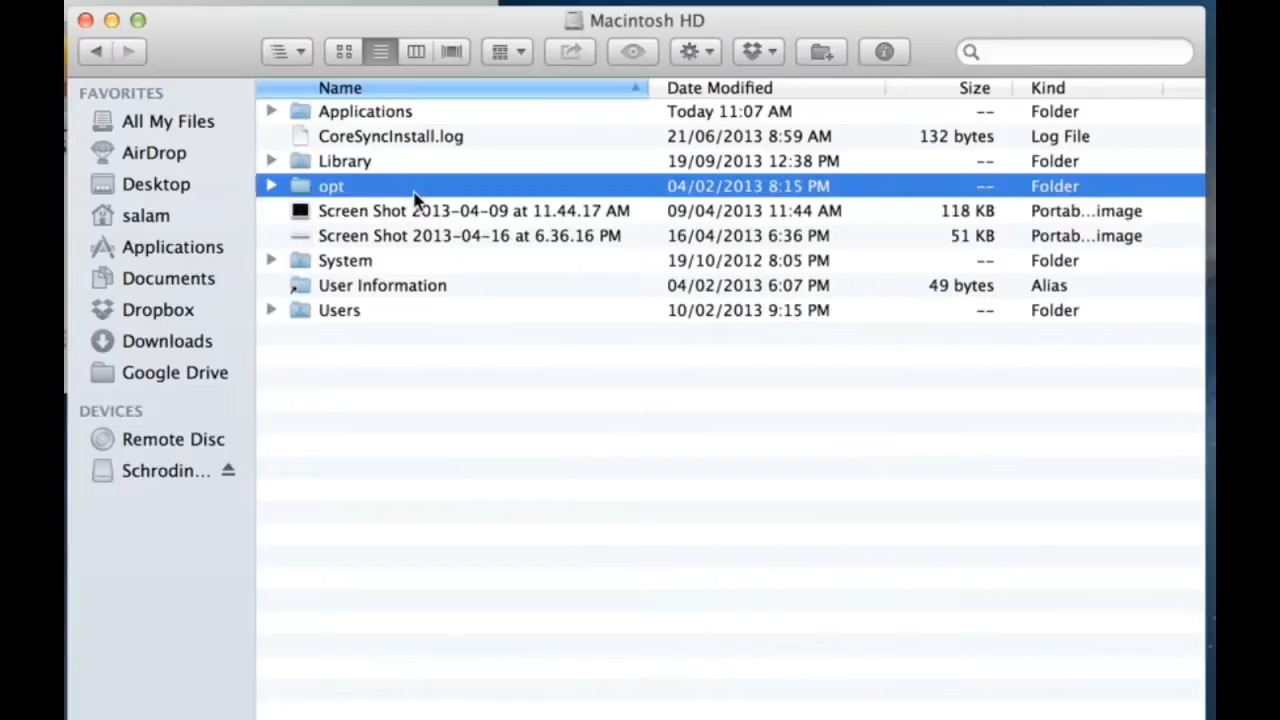 Macintosh HD
FAVORITES
All My Files
AirDrop
Desktop
salam
Applications
Documents
Dropbox
Downloads
Google Drive
DEVICES
Remote Disc
Schrodin...
Name Date Modified Size Kind
Applications Today 11:07 AM -- Folder
CoreSyncInstall.log 21/06/2013 8:59 AM 132 bytes Log File
Library 19/09/2013 12:38 PM -- Folder
opt 04/02/2013 8:15 PM -- Folder
Screen Shot 2013-04-09 at 11.44.17 AM 09/04/2013 11:44 AM 118 KB Portab...image
Screen Shot 2013-04-16 at 6.36.16 PM 16/04/2013 6:36 PM 51 KB Portab...image
System 19/10/2012 8:05 PM -- Folder
User Information 04/02/2013 6:07 PM 49 bytes Alias
Users 10/02/2013 9:15 PM -- Folder